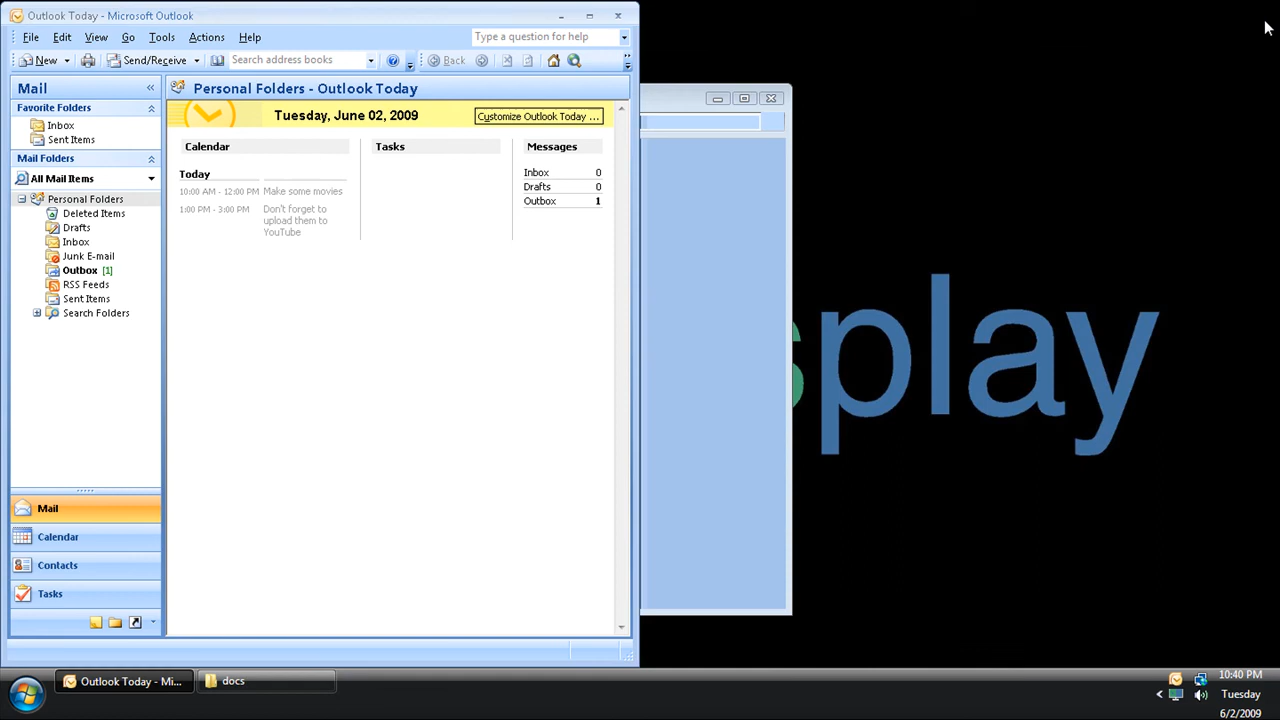 Outlook Today - Microsoft Outlook
File Edit View Go Tools Actions Help
Type a question for help
New
Send/Receive
Search address books
Back
Mail
Personal Folders - Outlook Today
Favorite Folders
Inbox
Sent Items
Tuesday, June 02, 2009
Customize Outlook Today ...
Mail Folders
All Mail Items
Personal Folders
Deleted Items
Drafts
Inbox
Junk E-mail
Outbox [1]
RSS Feeds
Sent Items
Search Folders
Calendar
Today
10:00 AM - 12:00 PM Make some movies
1:00 PM - 3:00 PM Don't forget to
upload them to
YouTube
Tasks
Messages
Inbox 0
Drafts 0
Outbox 1
splay
Mail
Calendar
Contacts
Tasks
Outlook Today - Mi...
docs
10:40 PM
Tuesday
6/2/2009